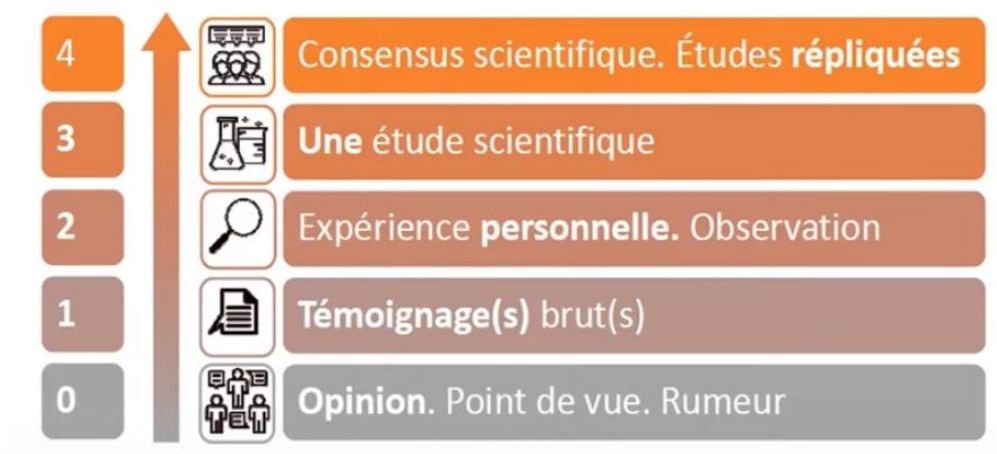 4
Consensus scientifique. Études répliquées
3
Une étude scientifique
2
Expérience personnelle. Observation
1
Témoignage(s) brut(s)
0
Opinion. Point de vue. Rumeur